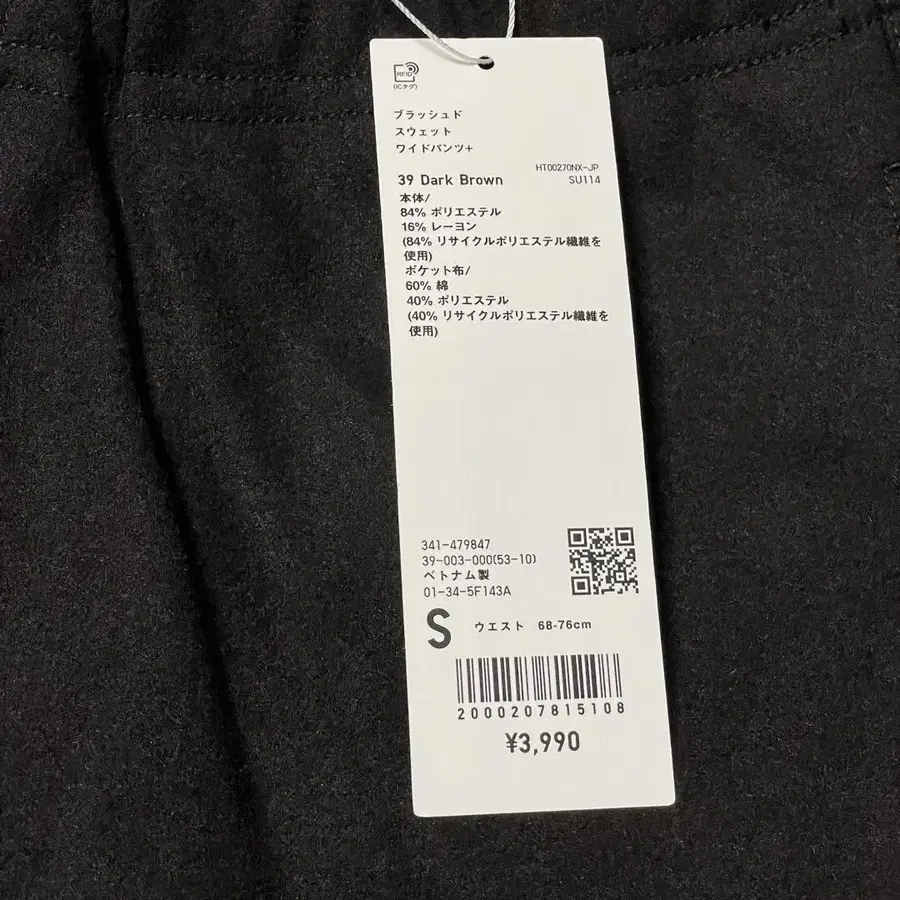 RFID
(ICタグ)
ブラッシュド
スウェット
ワイドパンツ+
HT00270NX-JP
39 Dark Brown
SU114
本体/
84% ポリエステル
16% レーヨン
(84% リサイクルポリエステル繊維を
使用)
ポケット布/
60% 綿
40% ポリエステル
(40% リサイクルポリエステル繊維を
使用)
341-479847
39-003-000(53-10)
ベトナム製
01-34-5F143A
S ウエスト 68-76cm
2000207815108
¥3,990